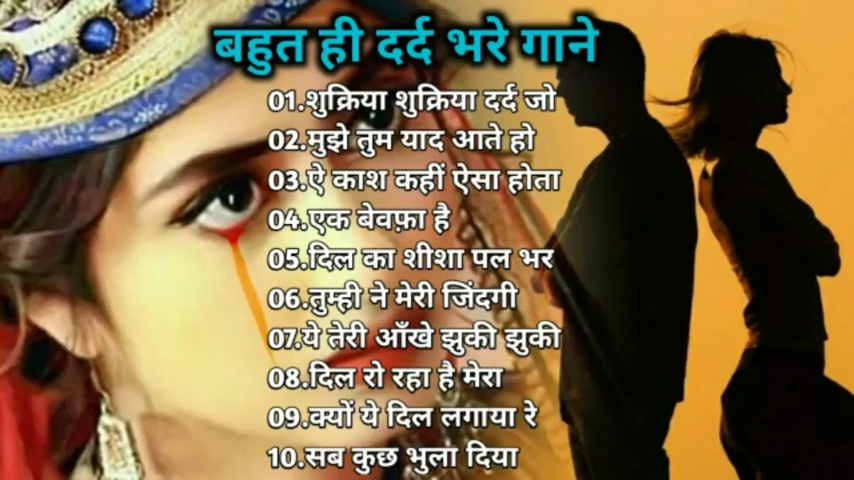 बहुत ही दर्द भरे गाने
01.शुक्रिया शुक्रिया दर्द जो
02.मुझे तुम याद आते हो
03.ऐ काश कहीं ऐसा होता
04.एक बेवफ़ा है
05.दिल का शीशा पल भर
06.तुम्ही ने मेरी जिंदगी
07.ये तेरी आँखे झुकी झुकी
08.दिल रो रहा है मेरा
09.क्यों ये दिल लगाया रे
10.सब कुछ भुला दिया